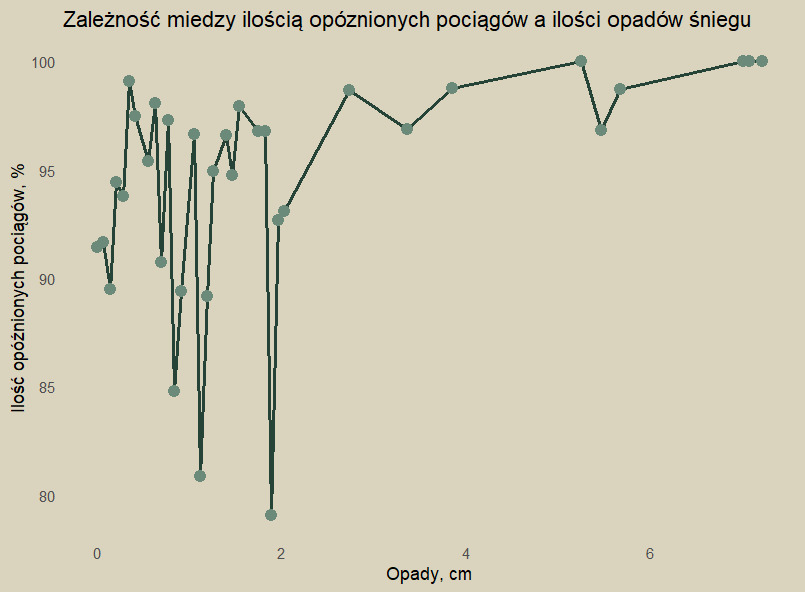 Zależność miedzy ilością opóznionych pociągów a ilości opadów śniegu
100
95
90
85
80
Ilość opóźnionych pociągów, %
0 2 4 6
Opady, cm